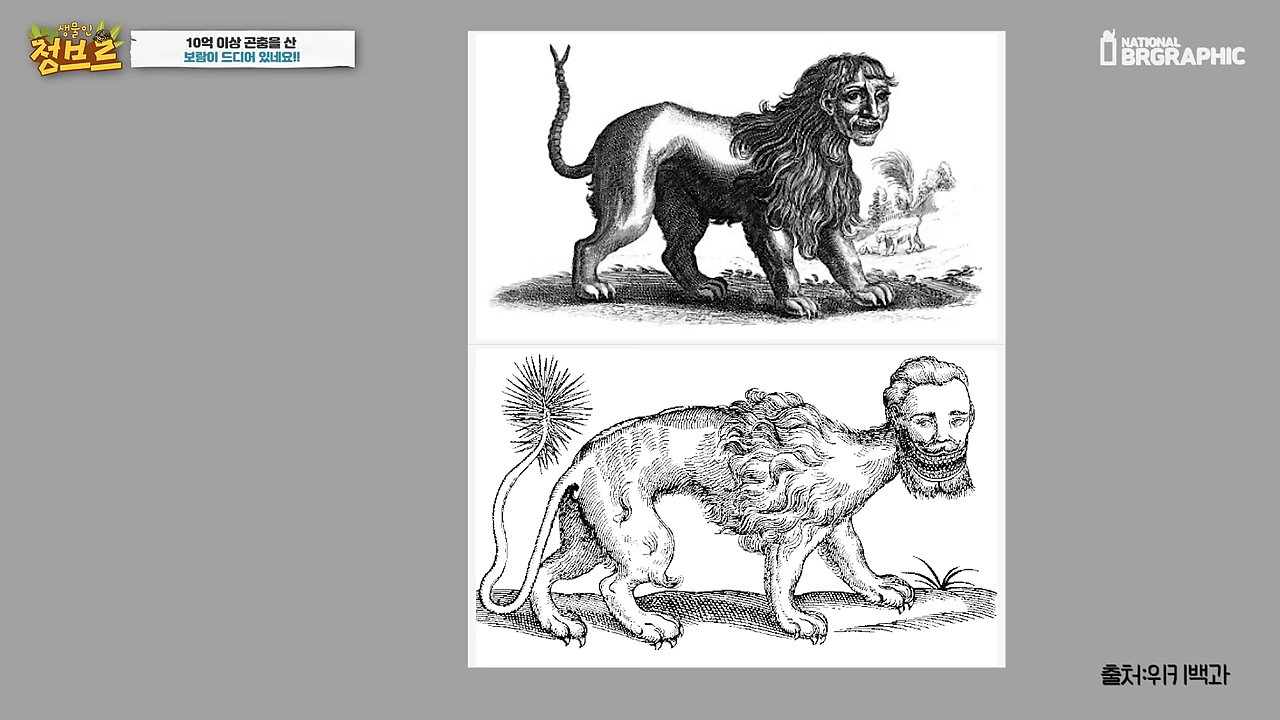 생물인
정브르
10억 이상 곤충을 산
보람이 드디어 있네요!!
NATIONAL
BRGRAPHIC
출처:위키백과